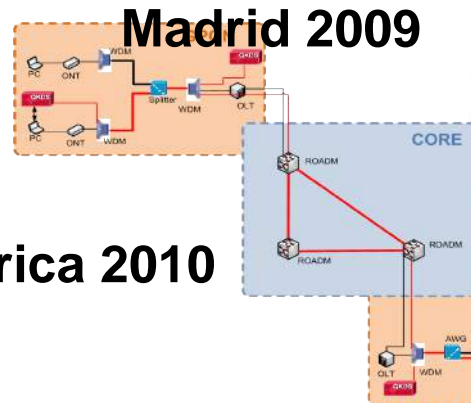 Madrid 2009
WDM
QKDS
PC
ONT
Splitter
WDM
OLT
QKDS
PC
ONT
WDM
CORE
ROADM
rica 2010
ROADM
ROADM
AWG
OLT
WDM
QKDS